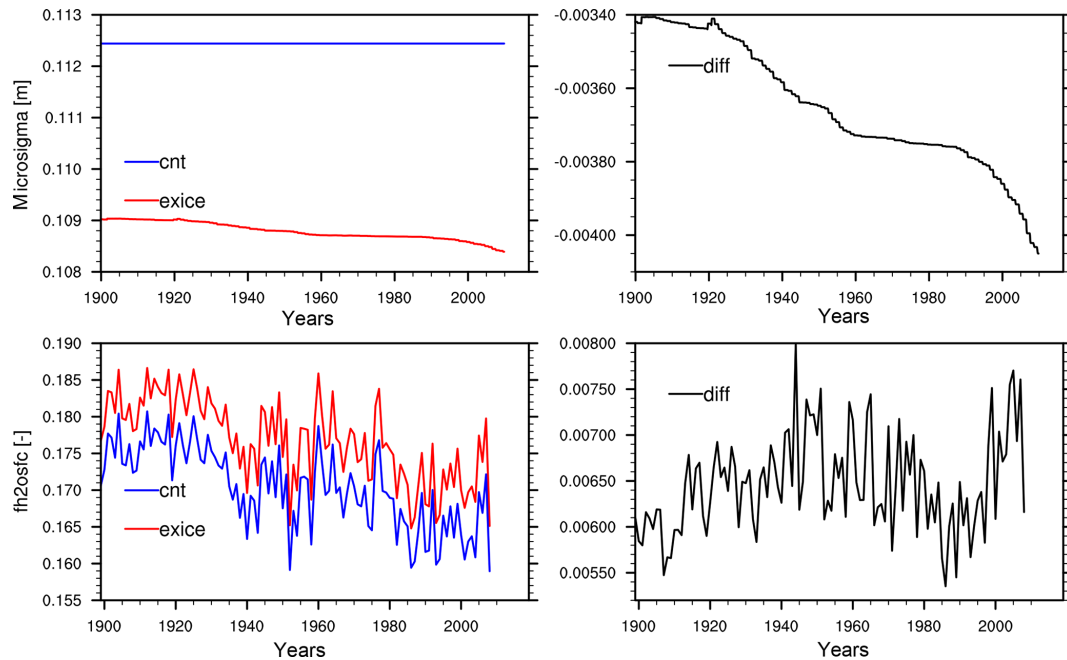 0.113
0.112
0.111
0.110
0.109
0.108
Microsigma [m]
cnt
exice
1900 1920 1940 1960 1980 2000
Years
-0.00340
-0.00360
-0.00380
-0.00400
diff
1900 1920 1940 1960 1980 2000
Years
0.190
0.185
0.180
0.175
0.170
0.165
0.160
0.155
fh2osfc [-]
cnt
exice
1900 1920 1940 1960 1980 2000
Years
0.00800
0.00750
0.00700
0.00650
0.00600
0.00550
diff
1900 1920 1940 1960 1980 2000
Years